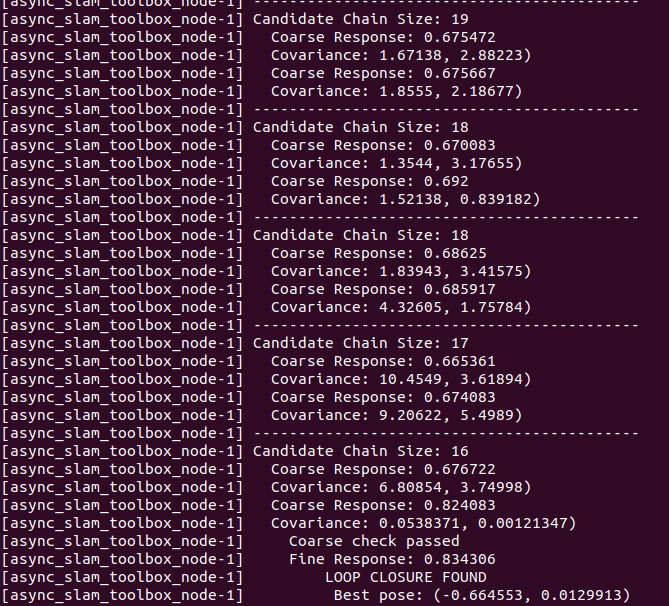 [async_slam_toolbox_node-1] -------------------------------------------
[async_slam_toolbox_node-1] Candidate Chain Size: 19
[async_slam_toolbox_node-1]   Coarse Response: 0.675472
[async_slam_toolbox_node-1]   Covariance: 1.67138, 2.88223)
[async_slam_toolbox_node-1]   Coarse Response: 0.675667
[async_slam_toolbox_node-1]   Covariance: 1.8555, 2.18677)
[async_slam_toolbox_node-1] -------------------------------------------
[async_slam_toolbox_node-1] Candidate Chain Size: 18
[async_slam_toolbox_node-1]   Coarse Response: 0.670083
[async_slam_toolbox_node-1]   Covariance: 1.3544, 3.17655)
[async_slam_toolbox_node-1]   Coarse Response: 0.692
[async_slam_toolbox_node-1]   Covariance: 1.52138, 0.839182)
[async_slam_toolbox_node-1] -------------------------------------------
[async_slam_toolbox_node-1] Candidate Chain Size: 18
[async_slam_toolbox_node-1]   Coarse Response: 0.68625
[async_slam_toolbox_node-1]   Covariance: 1.83943, 3.41575)
[async_slam_toolbox_node-1]   Coarse Response: 0.685917
[async_slam_toolbox_node-1]   Covariance: 4.32605, 1.75784)
[async_slam_toolbox_node-1] -------------------------------------------
[async_slam_toolbox_node-1] Candidate Chain Size: 17
[async_slam_toolbox_node-1]   Coarse Response: 0.665361
[async_slam_toolbox_node-1]   Covariance: 10.4549, 3.61894)
[async_slam_toolbox_node-1]   Coarse Response: 0.674083
[async_slam_toolbox_node-1]   Covariance: 9.20622, 5.4989)
[async_slam_toolbox_node-1] -------------------------------------------
[async_slam_toolbox_node-1] Candidate Chain Size: 16
[async_slam_toolbox_node-1]   Coarse Response: 0.676722
[async_slam_toolbox_node-1]   Covariance: 6.80854, 3.74998)
[async_slam_toolbox_node-1]   Coarse Response: 0.824083
[async_slam_toolbox_node-1]   Covariance: 0.0538371, 0.00121347)
[async_slam_toolbox_node-1]     Coarse check passed
[async_slam_toolbox_node-1]     Fine Response: 0.834306
[async_slam_toolbox_node-1]         LOOP CLOSURE FOUND
[async_slam_toolbox_node-1]          Best pose: (-0.664553, 0.0129913)